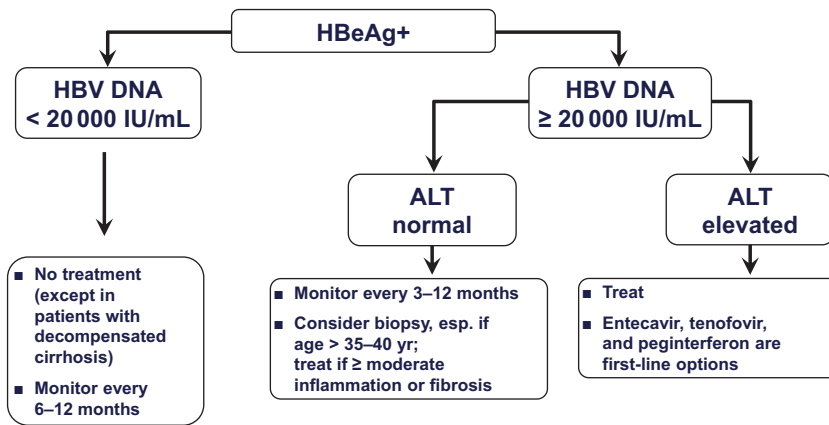 HBeAg+
HBV DNA
< 20 000 IU/mL
HBV DNA
≥ 20 000 IU/mL
ALT
normal
ALT
elevated
■ No treatment
(except in
patients with
decompensated
cirrhosis)
■ Monitor every
6–12 months
■ Monitor every 3–12 months
■ Consider biopsy, esp. if
age > 35–40 yr;
treat if ≥ moderate
inflammation or fibrosis
■ Treat
■ Entecavir, tenofovir,
and peginterferon are
first-line options